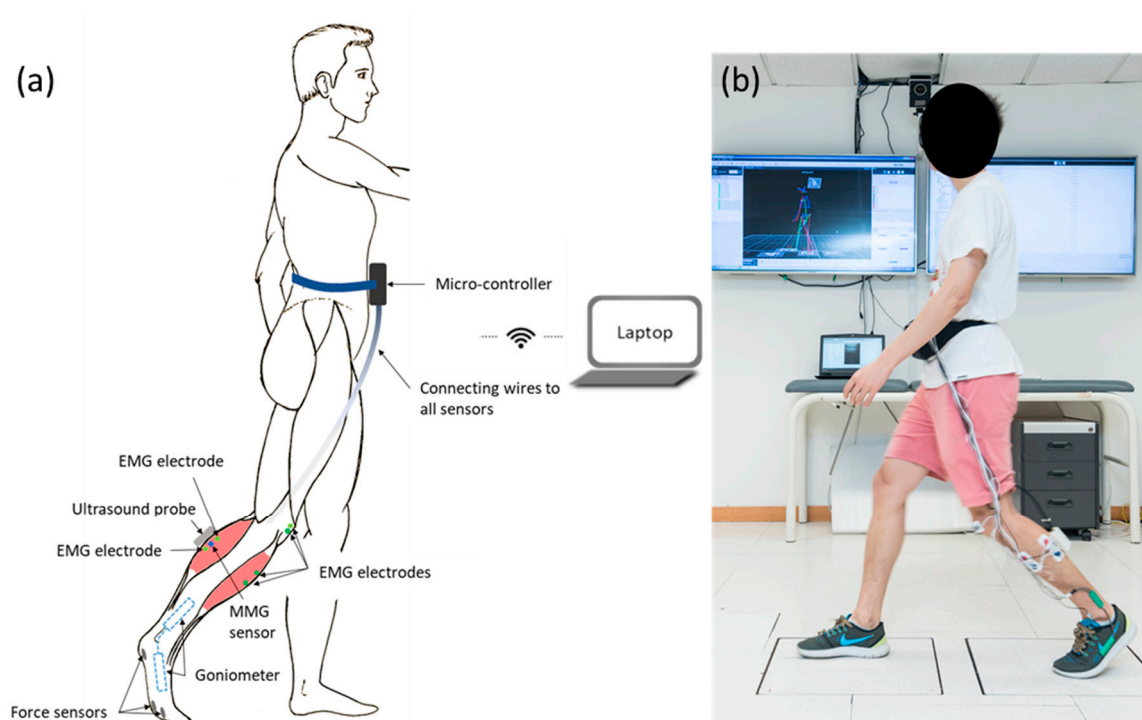 (a)
(b)
Micro-controller
Laptop
Connecting wires to
all sensors
EMG electrode
Ultrasound probe
EMG electrode
EMG electrodes
MMG
sensor
Goniometer
Force sensors